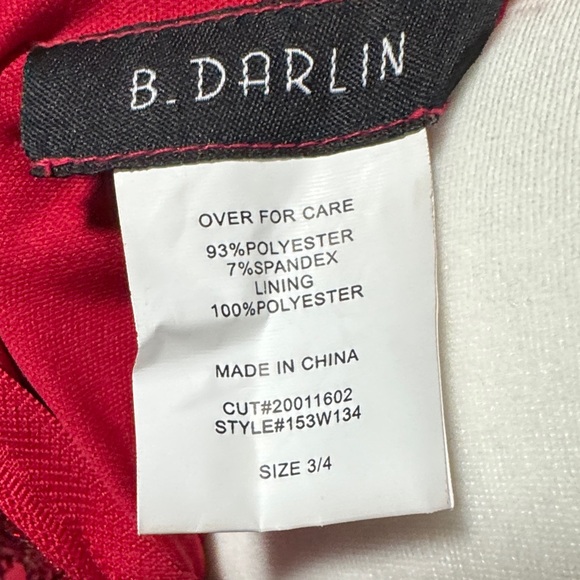 B. DARLIN
OVER FOR CARE
93%POLYESTER
7%SPANDEX
LINING
100%POLYESTER
MADE IN CHINA
CUT#20011602
STYLE#153W134
SIZE 3/4